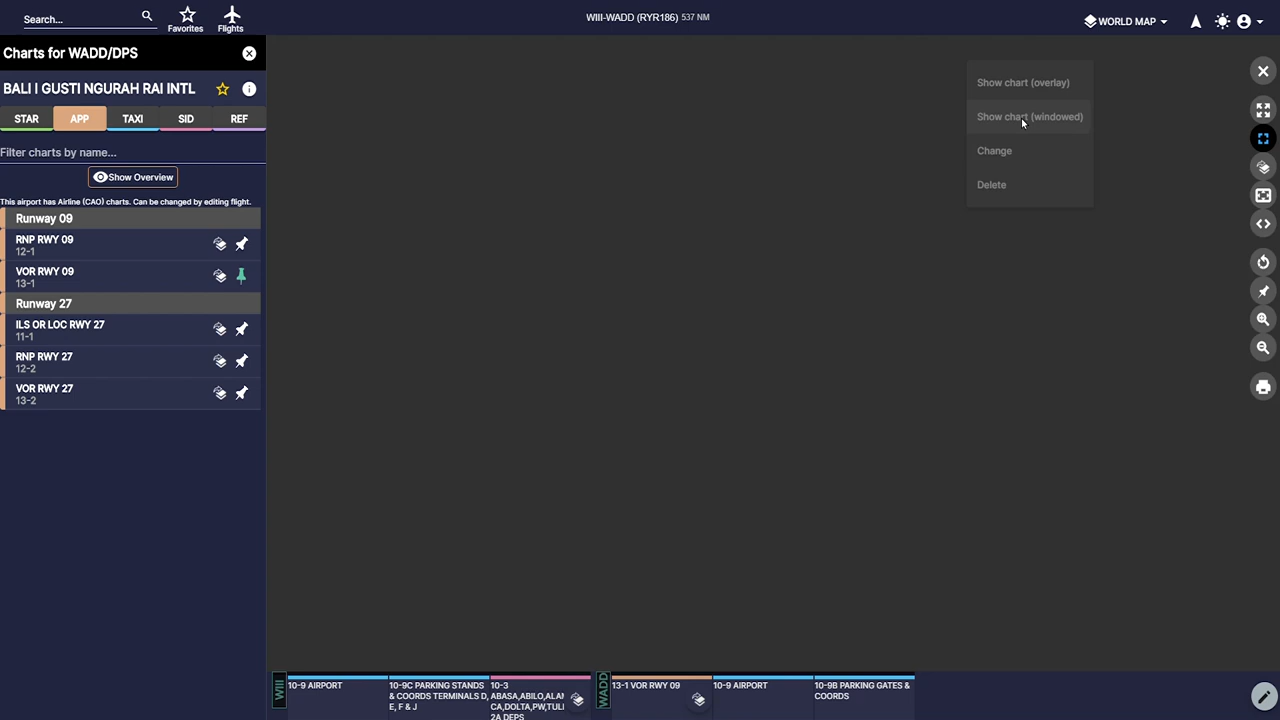 Search...
Favorites
Flights
WIII-WADD (RYR186) 537 NM
WORLD MAP
Charts for WADD/DPS
BALI I GUSTI NGURAH RAI INTL
STAR
APP
TAXI
SID
REF
Filter charts by name...
Show Overview
This airport has Airline (CAO) charts. Can be changed by editing flight.
Runway 09
RNP RWY 09
12-1
VOR RWY 09
13-1
Runway 27
ILS OR LOC RWY 27
11-1
RNP RWY 27
12-2
VOR RWY 27
13-2
Show chart (overlay)
Show chart (windowed)
Change
Delete
WIII
10-9 AIRPORT
10-9C PARKING STANDS
& COORDS TERMINALS D,
E, F & J
10-3
ABASA,ABILO,ALAM
CA,DOLTA,PW,TULI
2A DEPS
WADD
13-1 VOR RWY 09
10-9 AIRPORT
10-9B PARKING GATES &
COORDS